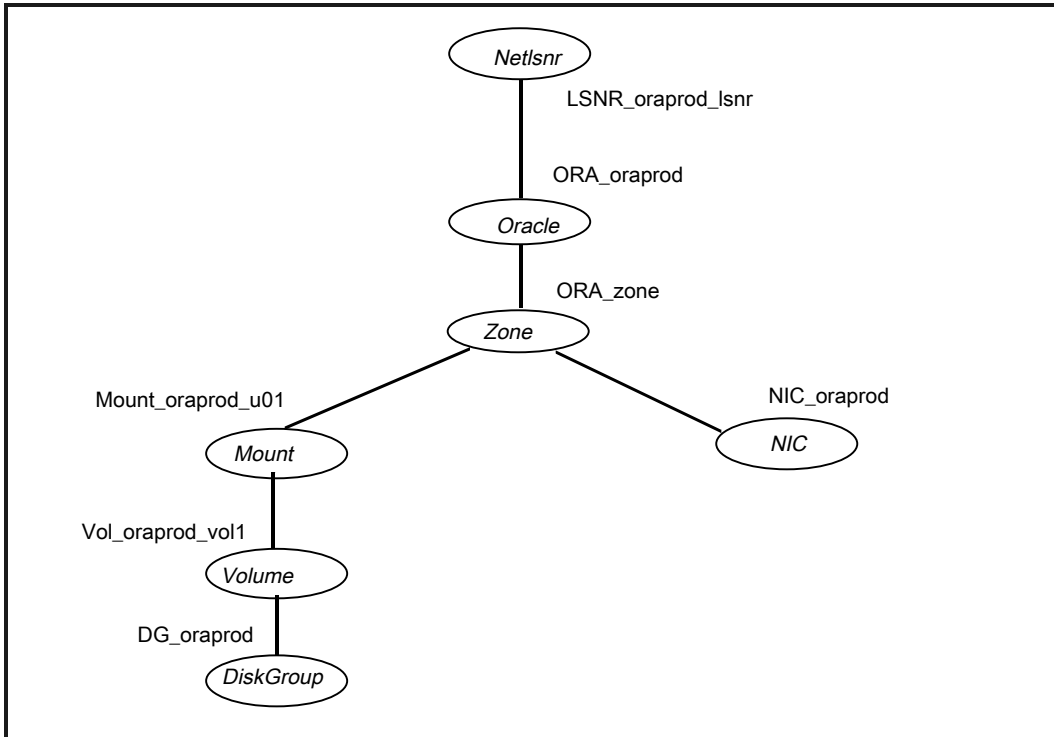 Netlsnr
LSNR_oraprod_lsnr
ORA_oraprod
Oracle
ORA_zone
Zone
Mount_oraprod_u01
NIC_oraprod
Mount
NIC
Vol_oraprod_vol1
Volume
DG_oraprod
DiskGroup